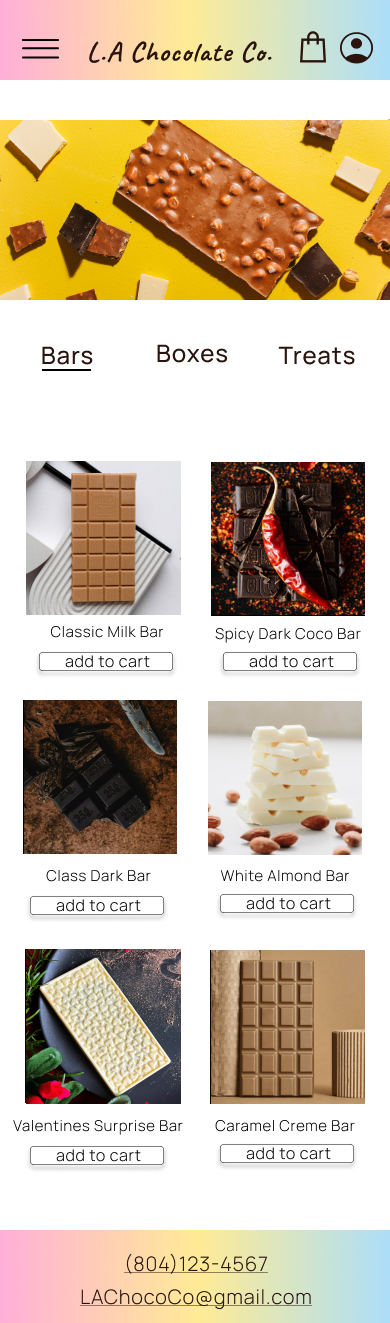 L.A Chocolate Co.
Bars Boxes Treats
Classic Milk Bar Spicy Dark Coco Bar
add to cart add to cart
Class Dark Bar White Almond Bar
add to cart add to cart
Valentines Surprise Bar Caramel Creme Bar
add to cart add to cart
(804)123-4567
LAChocoCo@gmail.com